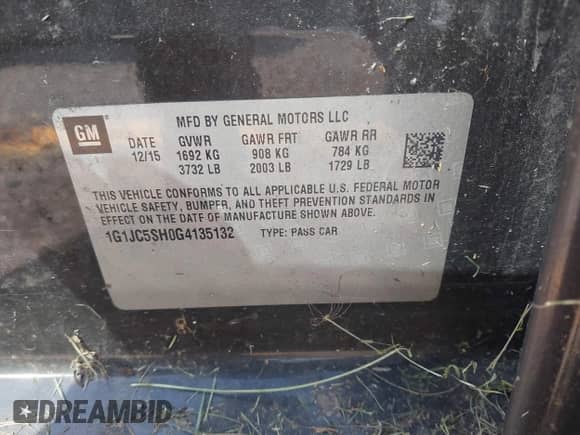 GM
MFD BY GENERAL MOTORS LLC
DATE GVWR GAWR FRT GAWR RR
12/15 1692 KG 908 KG 784 KG
3732 LB 2003 LB 1729 LB
THIS VEHICLE CONFORMS TO ALL APPLICABLE U.S. FEDERAL MOTOR
VEHICLE SAFETY, BUMPER, AND THEFT PREVENTION STANDARDS IN
EFFECT ON THE DATE OF MANUFACTURE SHOWN ABOVE.
1G1JC5SH0G4135132 TYPE: PASS CAR
DREAMBID